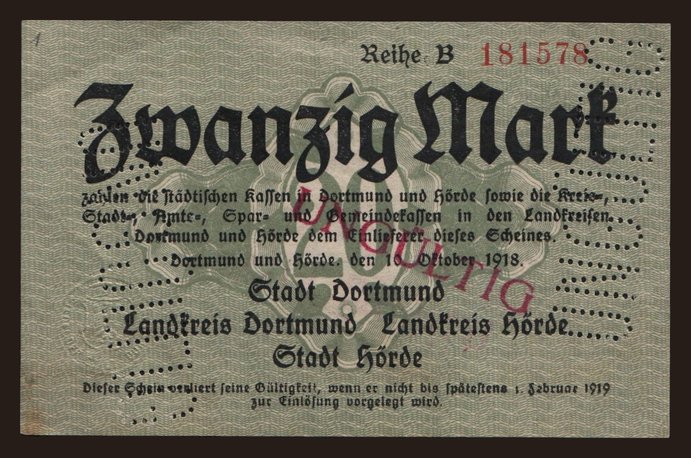 1
Reihe B 181578
Zwanzig Mark
zahlen die städtischen Kassen in Dortmund und Hörde sowie die Kreis-,
Stadt-, Amts-, Spar- und Gemeindekassen in den Landkreisen
Dortmund und Hörde dem Einlieferer dieses Scheines.
Dortmund und Hörde, den 10. Oktober 1918.
20
UNGÜLTIG
Stadt Dortmund
Landkreis Dortmund Landkreis Hörde
Stadt Hörde
Dieser Schein verliert seine Gültigkeit, wenn er nicht bis spätestens 1. Februar 1919
zur Einlösung vorgelegt wird.